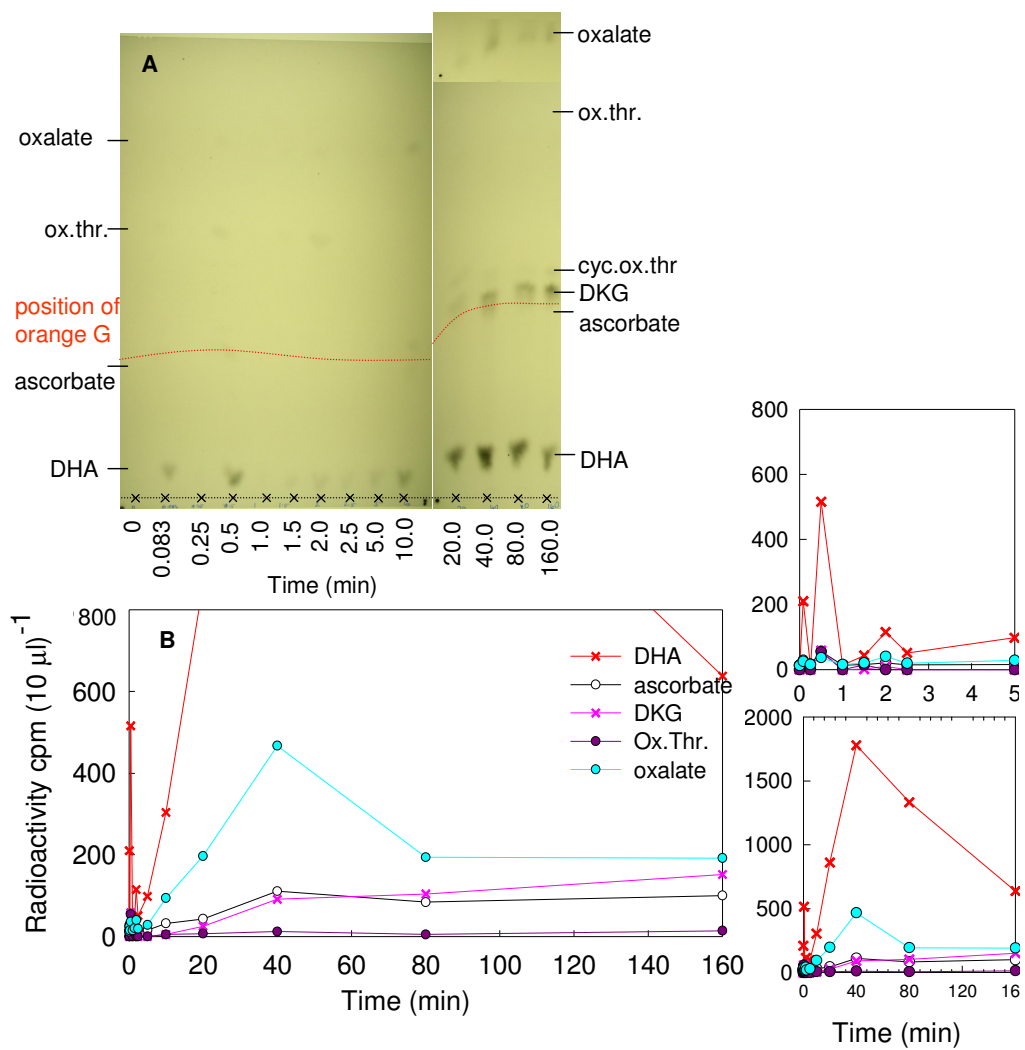 A
oxalate
ox.thr.
position of
orange G
ascorbate
DHA
oxalate
ox.thr.
cyc.ox.thr
DKG
ascorbate
DHA
0
0.083
0.25
0.5
1.0
1.5
2.0
2.5
5.0
10.0
20.0
40.0
80.0
160.0
Time (min)
B
Radioactivity cpm (10 µl)⁻¹
800
600
400
200
0
0 20 40 60 80 100 120 140 160
Time (min)
DHA
ascorbate
DKG
Ox.Thr.
oxalate
800
600
400
200
0
0 1 2 3 4 5
2000
1500
1000
500
0
0 40 80 120 16
Time (min)